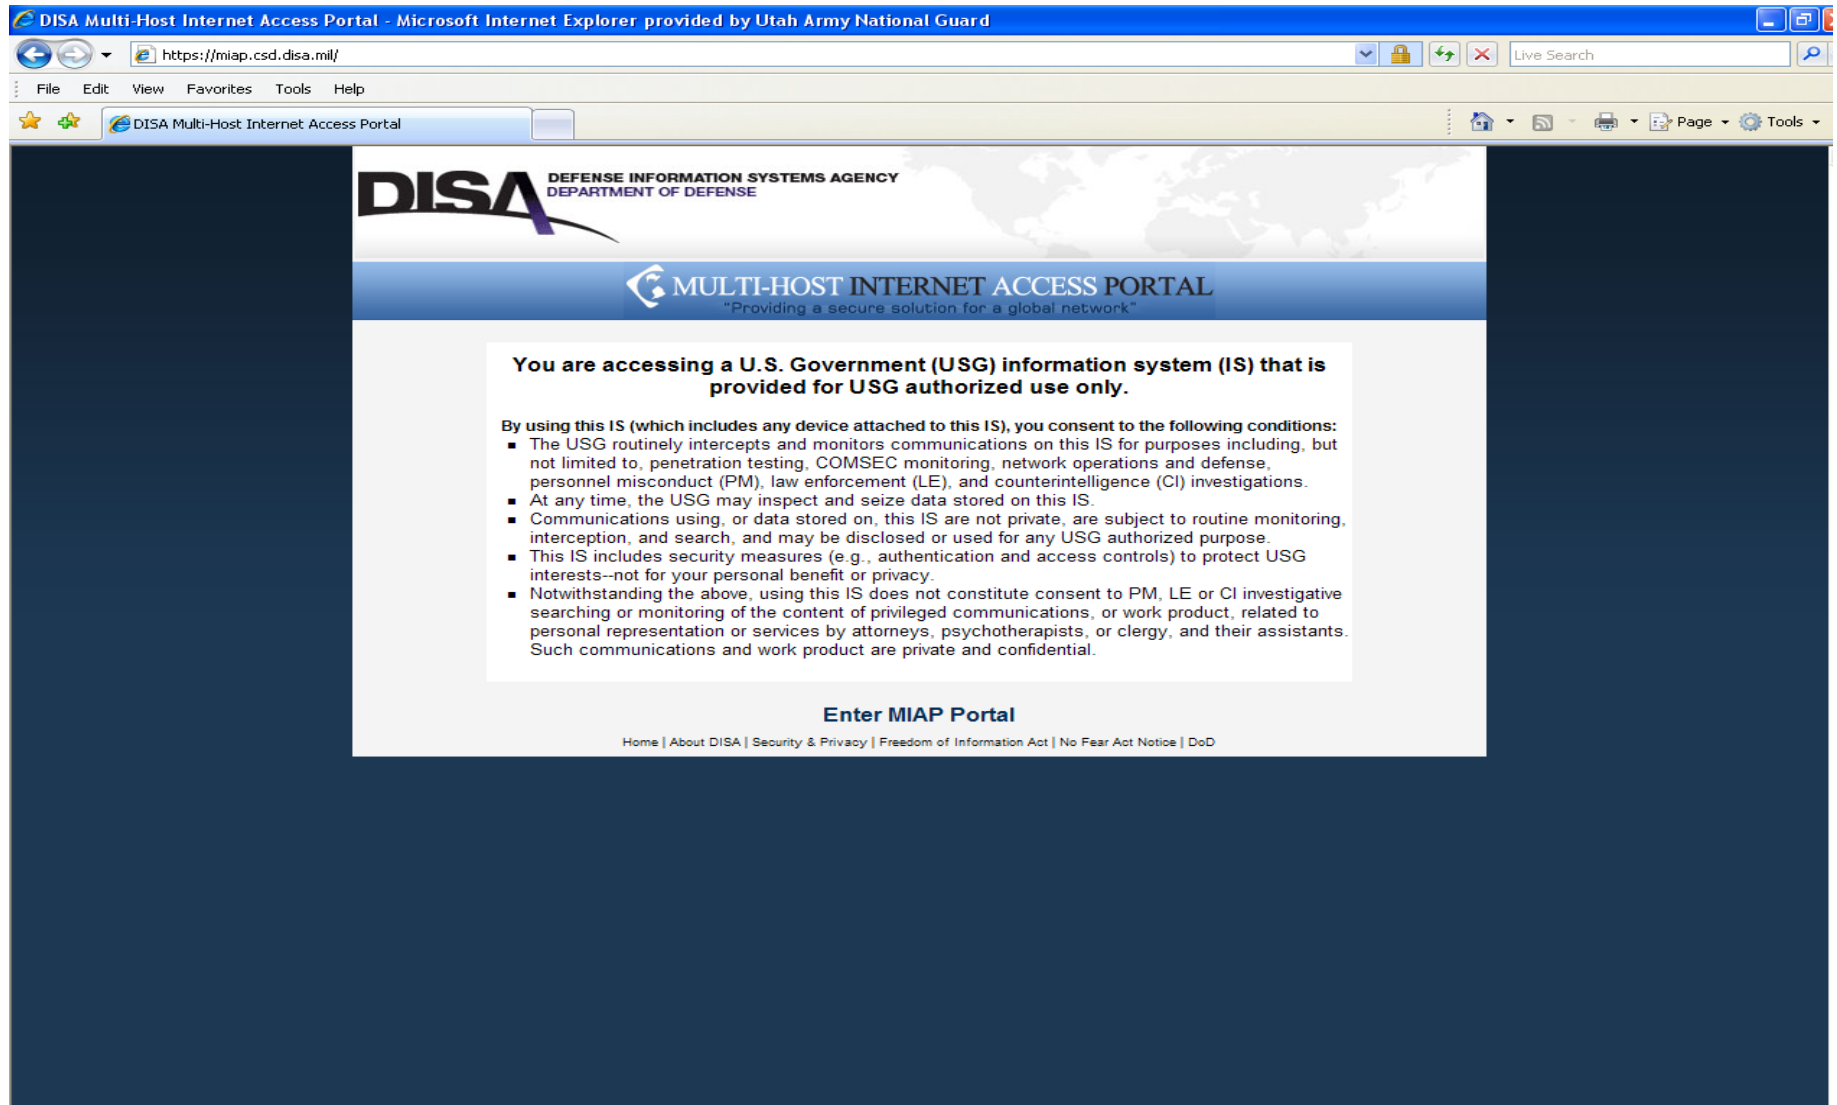 DISA Multi-Host Internet Access Portal - Microsoft Internet Explorer provided by Utah Army National Guard
https://miap.csd.disa.mil/
Live Search
File Edit View Favorites Tools Help
DISA Multi-Host Internet Access Portal
Page Tools
DISA
DEFENSE INFORMATION SYSTEMS AGENCY
DEPARTMENT OF DEFENSE
MULTI-HOST INTERNET ACCESS PORTAL
"Providing a secure solution for a global network"
You are accessing a U.S. Government (USG) information system (IS) that is
provided for USG authorized use only.
By using this IS (which includes any device attached to this IS), you consent to the following conditions:
■ The USG routinely intercepts and monitors communications on this IS for purposes including, but
not limited to, penetration testing, COMSEC monitoring, network operations and defense,
personnel misconduct (PM), law enforcement (LE), and counterintelligence (CI) investigations.
■ At any time, the USG may inspect and seize data stored on this IS.
■ Communications using, or data stored on, this IS are not private, are subject to routine monitoring,
interception, and search, and may be disclosed or used for any USG authorized purpose.
■ This IS includes security measures (e.g., authentication and access controls) to protect USG
interests--not for your personal benefit or privacy.
■ Notwithstanding the above, using this IS does not constitute consent to PM, LE or CI investigative
searching or monitoring of the content of privileged communications, or work product, related to
personal representation or services by attorneys, psychotherapists, or clergy, and their assistants.
Such communications and work product are private and confidential.
Enter MIAP Portal
Home | About DISA | Security & Privacy | Freedom of Information Act | No Fear Act Notice | DoD